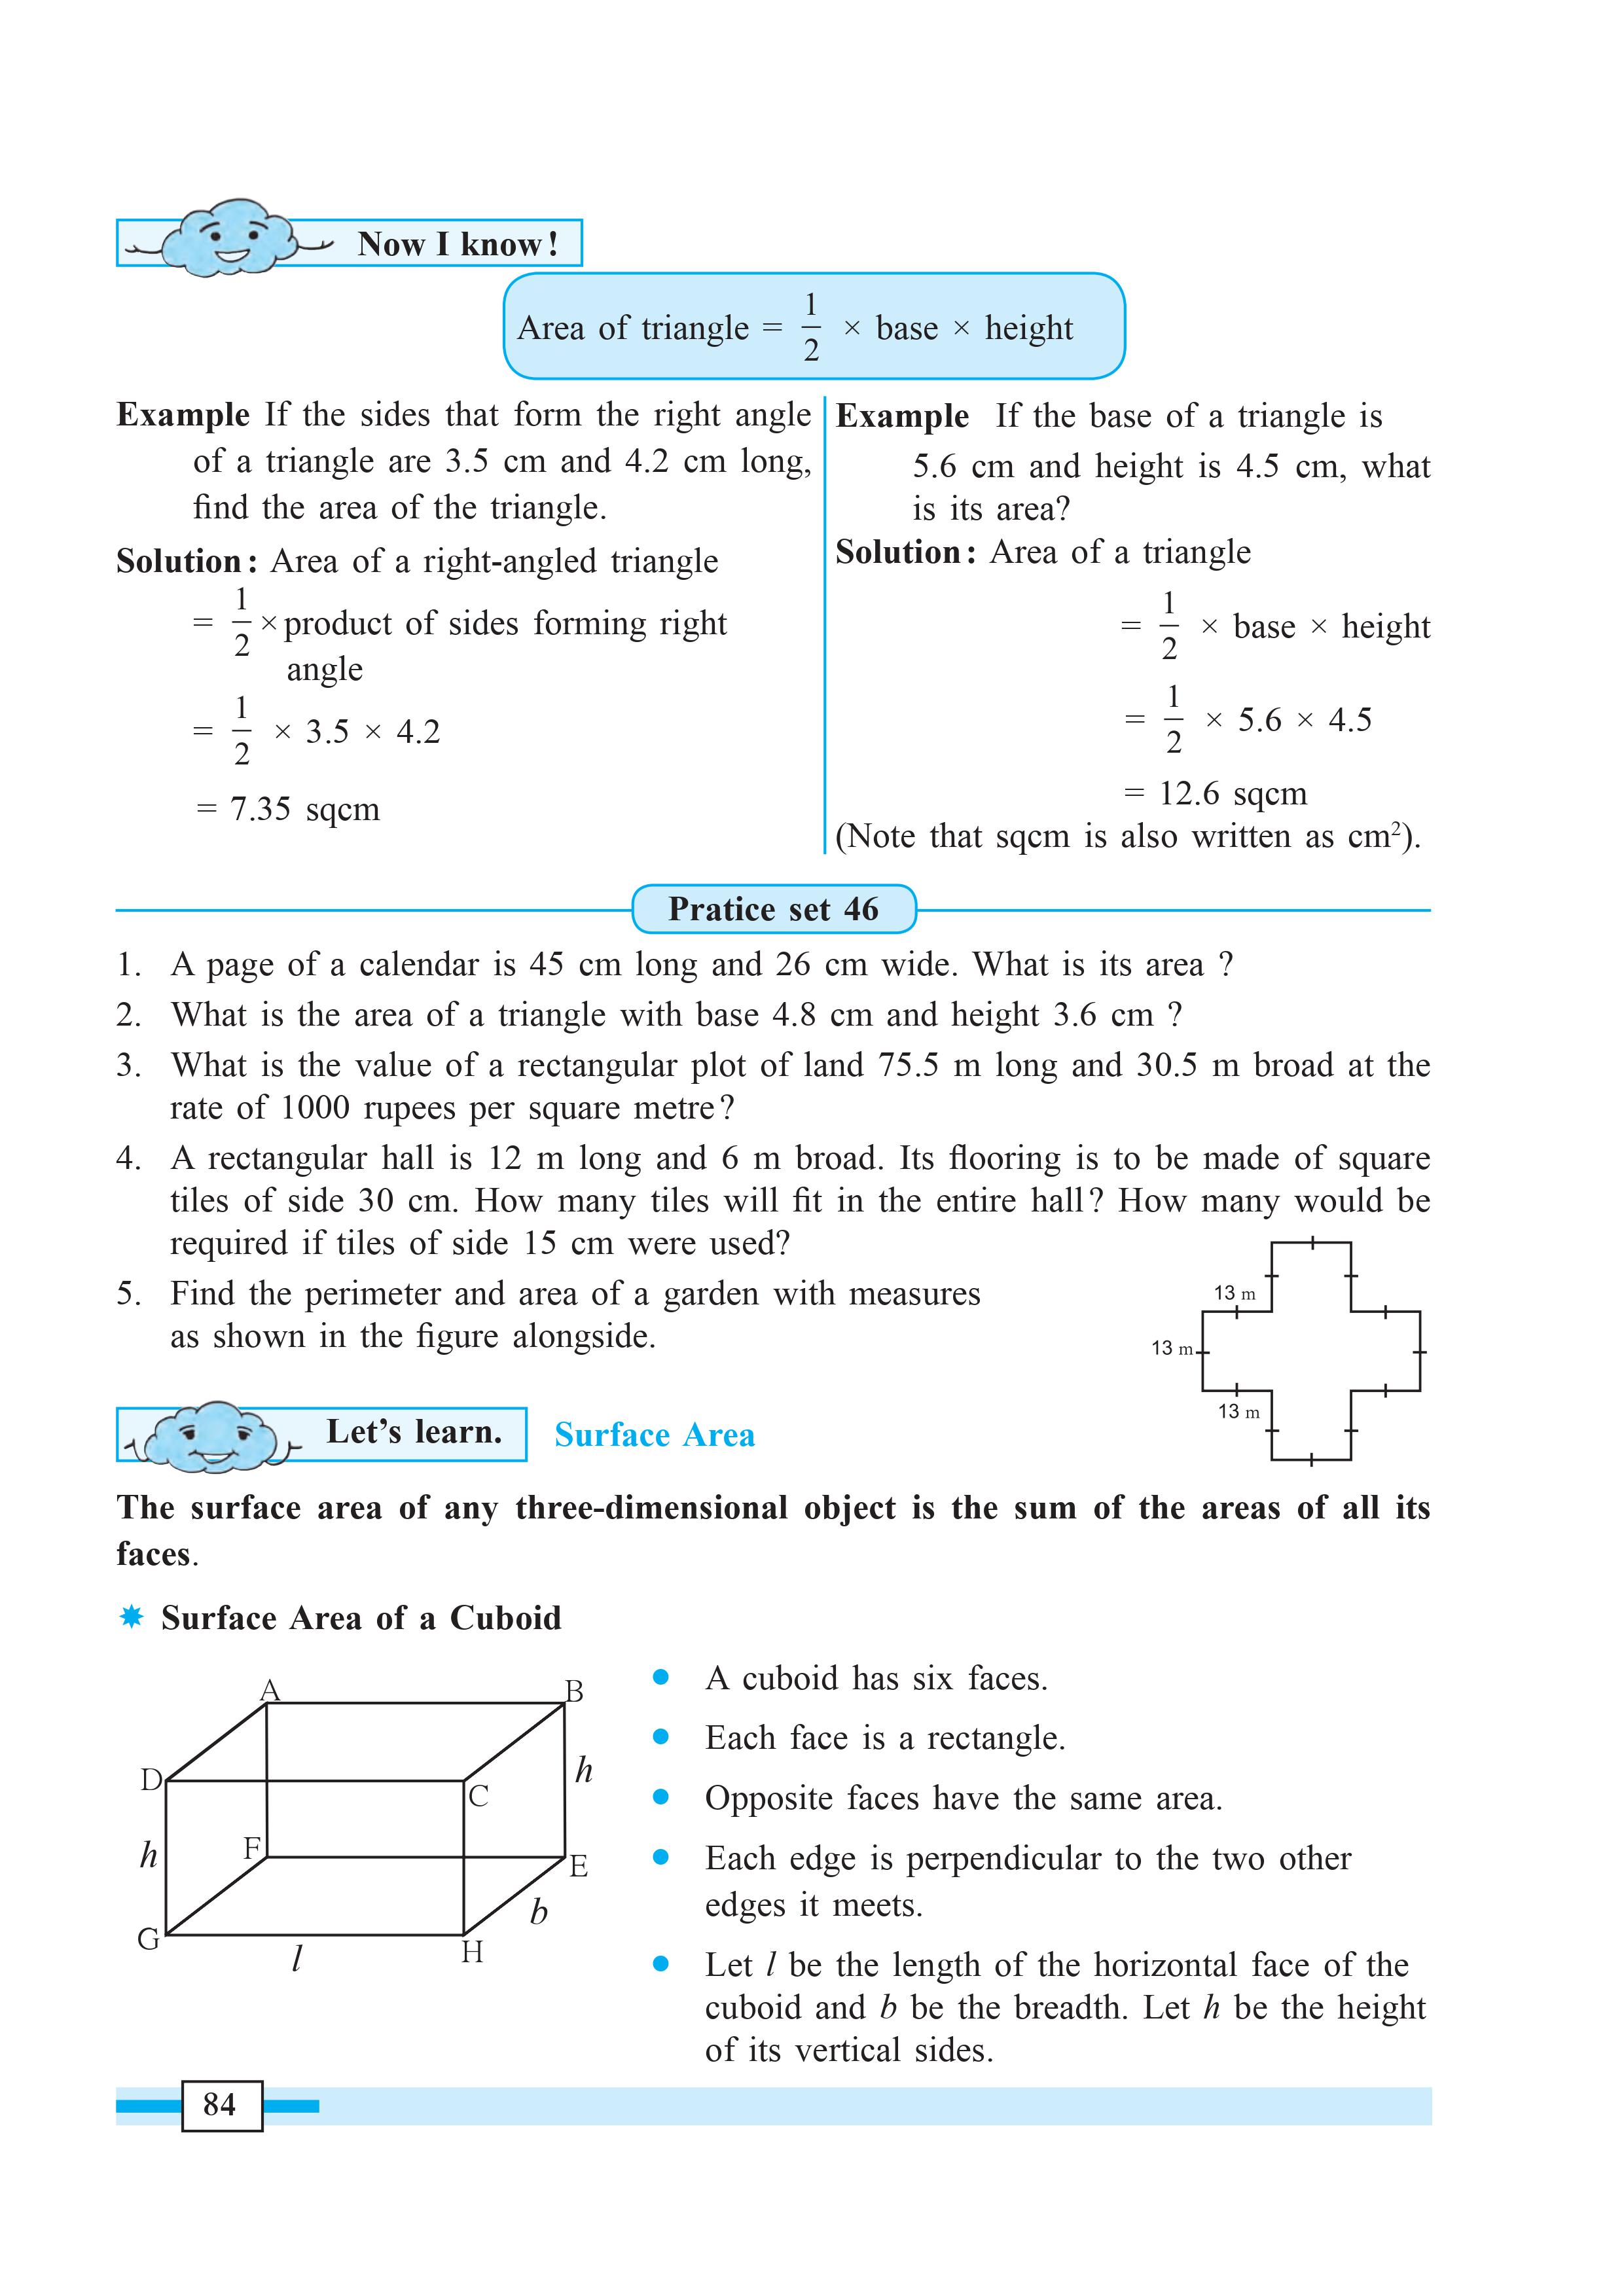 Now I know!
Area of triangle = 1/2 × base × height
Example If the sides that form the right angle
of a triangle are 3.5 cm and 4.2 cm long,
find the area of the triangle.
Solution: Area of a right-angled triangle
= 1/2 × product of sides forming right
angle
= 1/2 × 3.5 × 4.2
= 7.35 sqcm
Example If the base of a triangle is
5.6 cm and height is 4.5 cm, what
is its area?
Solution: Area of a triangle
= 1/2 × base × height
= 1/2 × 5.6 × 4.5
= 12.6 sqcm
(Note that sqcm is also written as cm²).
Pratice set 46
1. A page of a calendar is 45 cm long and 26 cm wide. What is its area ?
2. What is the area of a triangle with base 4.8 cm and height 3.6 cm ?
3. What is the value of a rectangular plot of land 75.5 m long and 30.5 m broad at the
rate of 1000 rupees per square metre?
4. A rectangular hall is 12 m long and 6 m broad. Its flooring is to be made of square
tiles of side 30 cm. How many tiles will fit in the entire hall? How many would be
required if tiles of side 15 cm were used?
5. Find the perimeter and area of a garden with measures
as shown in the figure alongside.
13 m
13 m
13 m
Let's learn.
Surface Area
The surface area of any three-dimensional object is the sum of the areas of all its
faces.
Surface Area of a Cuboid
A
B
D
C
h
h
F
E
G
H
b
l
● A cuboid has six faces.
● Each face is a rectangle.
● Opposite faces have the same area.
● Each edge is perpendicular to the two other
edges it meets.
● Let l be the length of the horizontal face of the
cuboid and b be the breadth. Let h be the height
of its vertical sides.
84